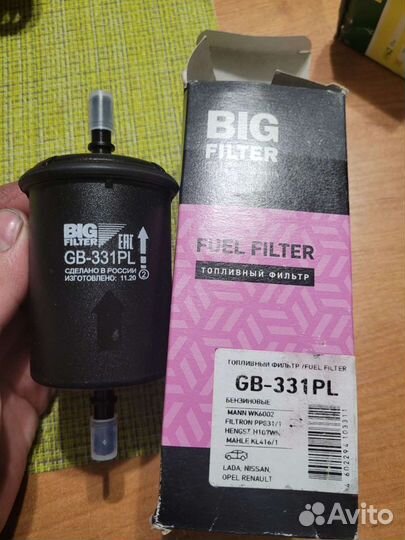 BIG
FILTER
GB-331PL
СДЕЛАНО В РОССИИ
ИЗГОТОВЛЕНО: 11.20
EAC
2
BIG
FILTER
FUEL FILTER
ТОПЛИВНЫЙ ФИЛЬТР
ТОПЛИВНЫЙ ФИЛЬТР /FUEL FILTER
GB-331PL
БЕНЗИНОВЫЕ
MANN WK6002
FILTRON PP831/1
HENGST H107WK
MAHLE KL416/1
LADA, NISSAN,
OPEL RENAULT
4602294103311
Avito